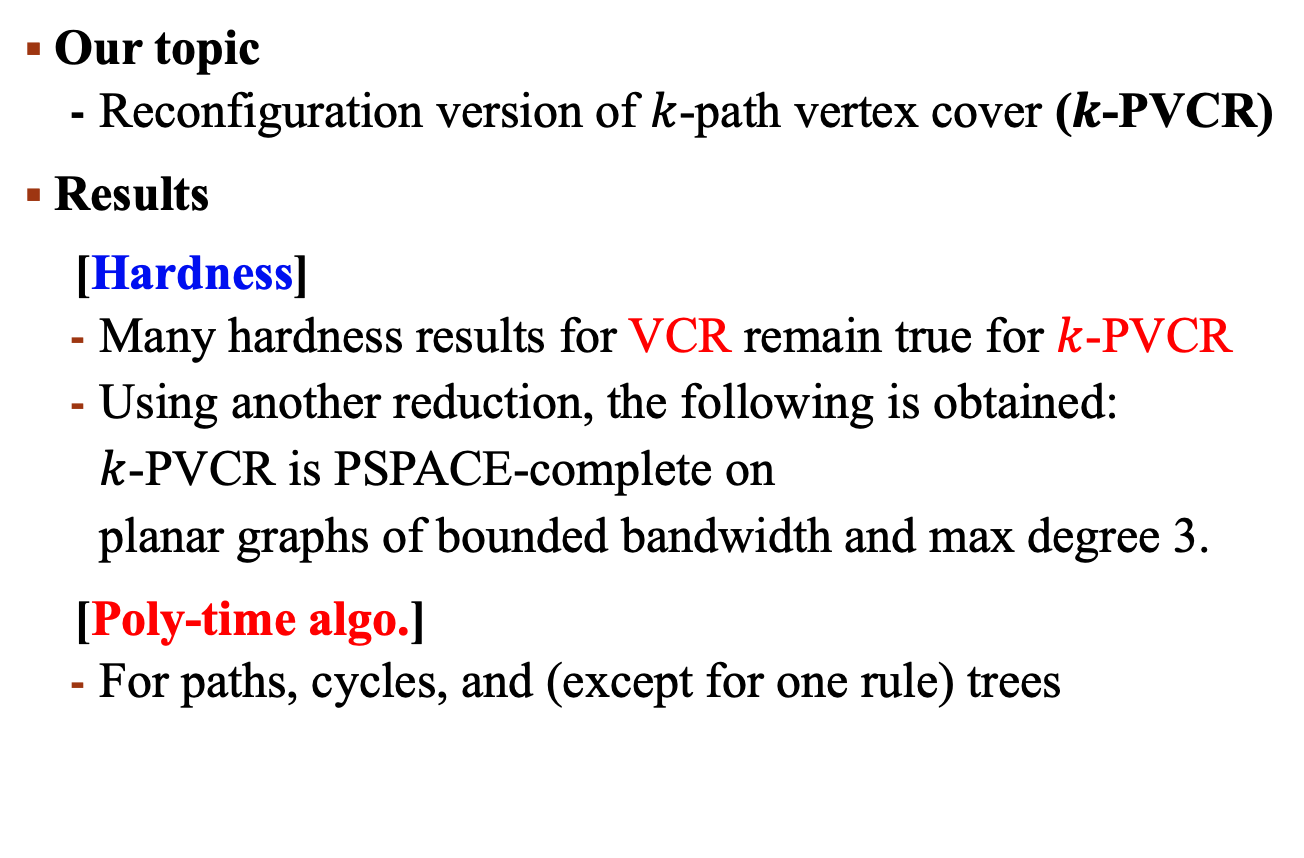 ▪ Our topic
- Reconfiguration version of k-path vertex cover (k-PVCR)
▪ Results
[Hardness]
- Many hardness results for VCR remain true for k-PVCR
- Using another reduction, the following is obtained:
k-PVCR is PSPACE-complete on
planar graphs of bounded bandwidth and max degree 3.
[Poly-time algo.]
- For paths, cycles, and (except for one rule) trees